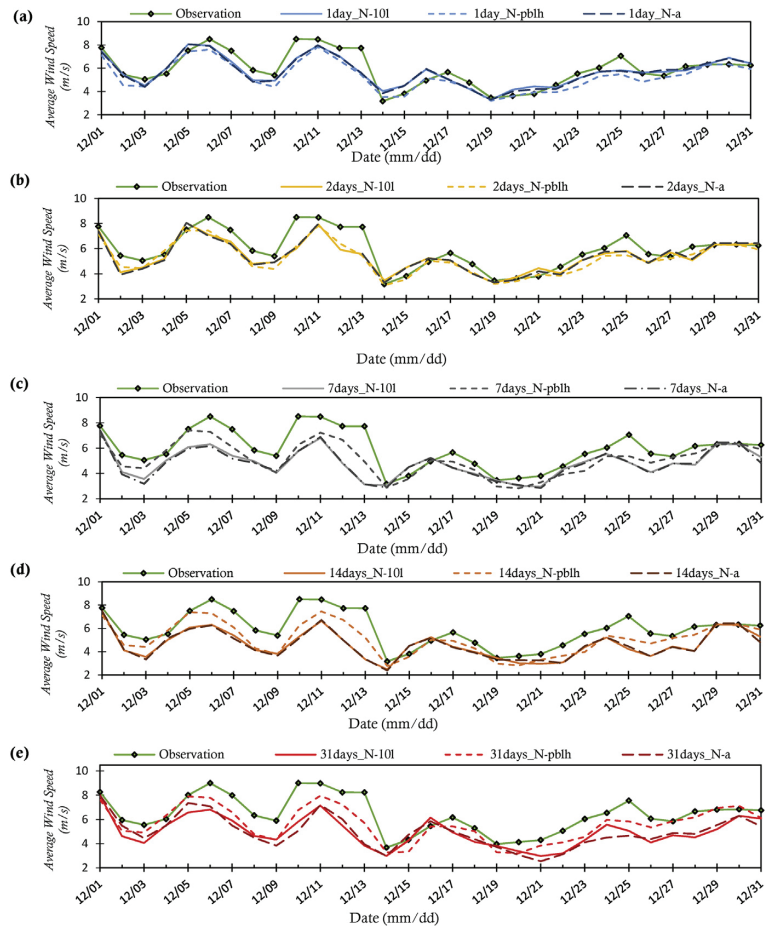 (a)
Observation 1day_N-10l 1day_N-pblh 1day_N-a
Average Wind Speed
(m/s)
10
8
6
4
2
12/01 12/03 12/05 12/07 12/09 12/11 12/13 12/15 12/17 12/19 12/21 12/23 12/25 12/27 12/29 12/31
Date (mm/dd)
(b)
Observation 2days_N-10l 2days_N-pblh 2days_N-a
Average Wind Speed
(m/s)
10
8
6
4
2
12/01 12/03 12/05 12/07 12/09 12/11 12/13 12/15 12/17 12/19 12/21 12/23 12/25 12/27 12/29 12/31
Date (mm/dd)
(c)
Observation 7days_N-10l 7days_N-pblh 7days_N-a
Average Wind Speed
(m/s)
10
8
6
4
2
12/01 12/03 12/05 12/07 12/09 12/11 12/13 12/15 12/17 12/19 12/21 12/23 12/25 12/27 12/29 12/31
Date (mm/dd)
(d)
Observation 14days_N-10l 14days_N-pblh 14days_N-a
Average Wind Speed
(m/s)
10
8
6
4
2
12/01 12/03 12/05 12/07 12/09 12/11 12/13 12/15 12/17 12/19 12/21 12/23 12/25 12/27 12/29 12/31
Date (mm/dd)
(e)
Observation 31days_N-10l 31days_N-pblh 31days_N-a
Average Wind Speed
(m/s)
10
8
6
4
2
12/01 12/03 12/05 12/07 12/09 12/11 12/13 12/15 12/17 12/19 12/21 12/23 12/25 12/27 12/29 12/31
Date (mm/dd)